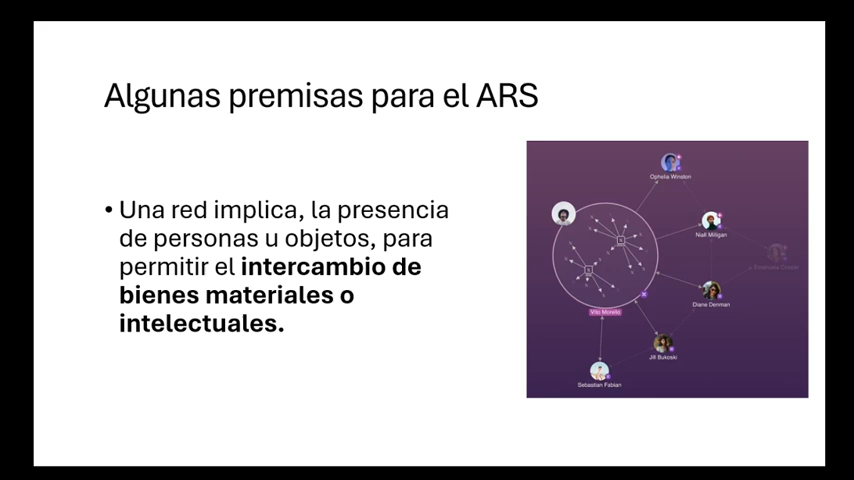 Algunas premisas para el ARS
• Una red implica, la presencia
de personas u objetos, para
permitir el intercambio de
bienes materiales o
intelectuales.
Ophelia Winston
Niall Milligan
Diane Denman
Vito Morello
Jill Bukoski
Sebastian Fabian